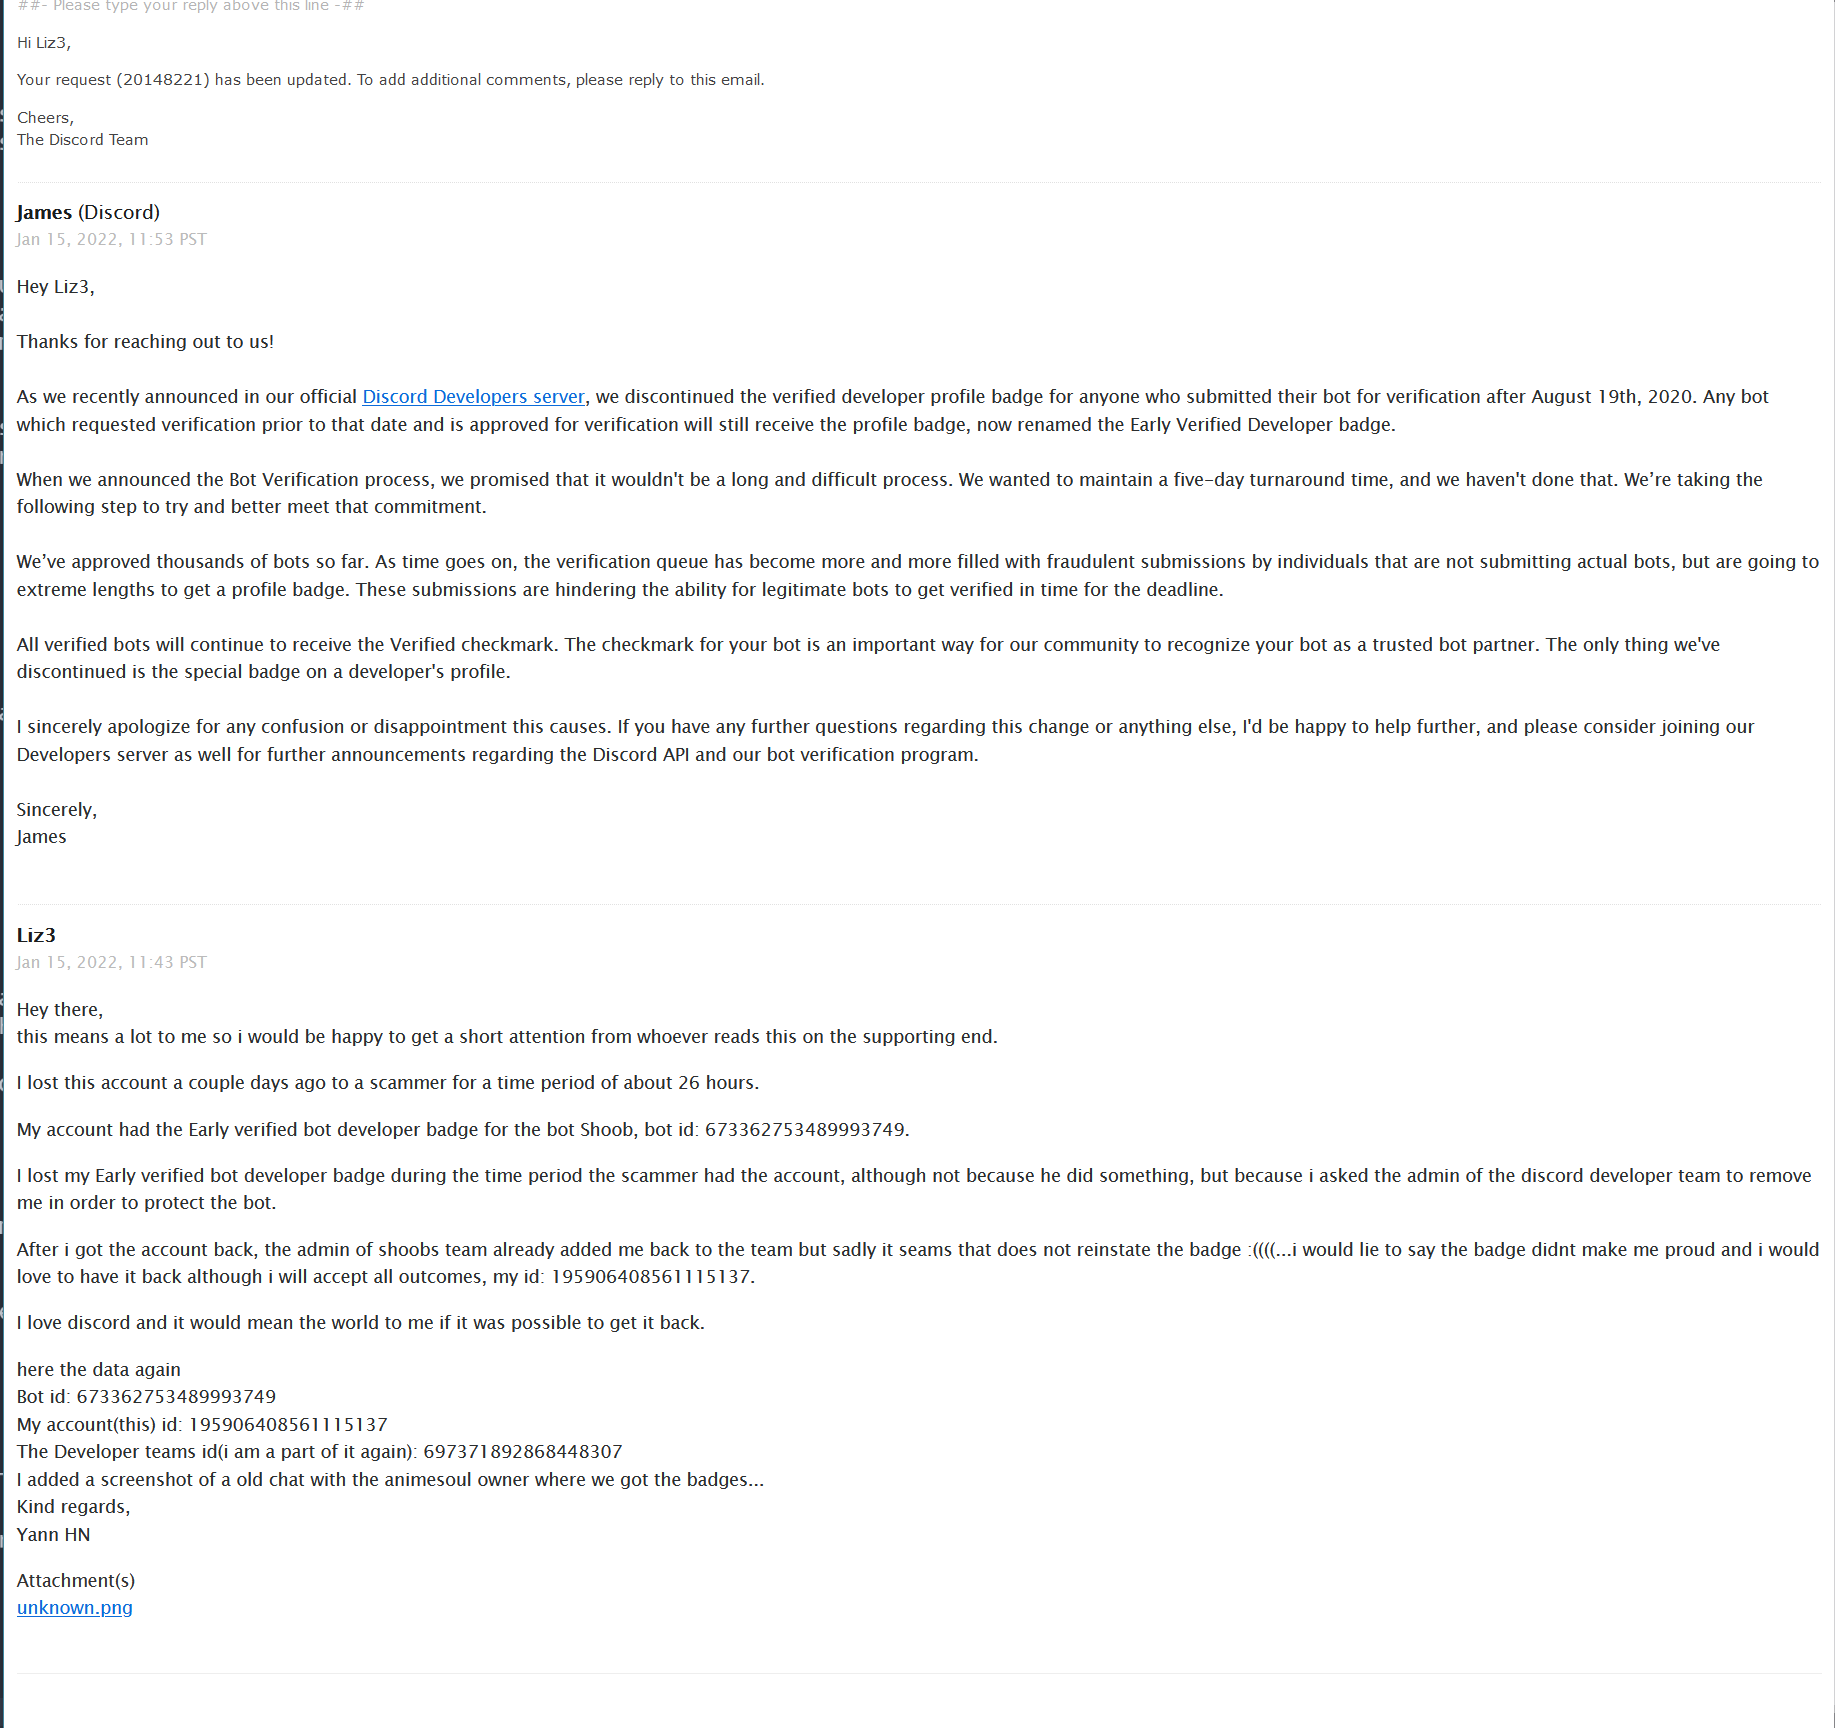 ##- Please type your reply above this line -##
Hi Liz3,
Your request (20148221) has been updated. To add additional comments, please reply to this email.
Cheers,
The Discord Team
James (Discord)
Jan 15, 2022, 11:53 PST
Hey Liz3,
Thanks for reaching out to us!
As we recently announced in our official Discord Developers server, we discontinued the verified developer profile badge for anyone who submitted their bot for verification after August 19th, 2020. Any bot
which requested verification prior to that date and is approved for verification will still receive the profile badge, now renamed the Early Verified Developer badge.
When we announced the Bot Verification process, we promised that it wouldn't be a long and difficult process. We wanted to maintain a five-day turnaround time, and we haven't done that. We’re taking the
following step to try and better meet that commitment.
We’ve approved thousands of bots so far. As time goes on, the verification queue has become more and more filled with fraudulent submissions by individuals that are not submitting actual bots, but are going to
extreme lengths to get a profile badge. These submissions are hindering the ability for legitimate bots to get verified in time for the deadline.
All verified bots will continue to receive the Verified checkmark. The checkmark for your bot is an important way for our community to recognize your bot as a trusted bot partner. The only thing we've
discontinued is the special badge on a developer's profile.
I sincerely apologize for any confusion or disappointment this causes. If you have any further questions regarding this change or anything else, I'd be happy to help further, and please consider joining our
Developers server as well for further announcements regarding the Discord API and our bot verification program.
Sincerely,
James
Liz3
Jan 15, 2022, 11:43 PST
Hey there,
this means a lot to me so i would be happy to get a short attention from whoever reads this on the supporting end.
I lost this account a couple days ago to a scammer for a time period of about 26 hours.
My account had the Early verified bot developer badge for the bot Shoob, bot id: 673362753489993749.
I lost my Early verified bot developer badge during the time period the scammer had the account, although not because he did something, but because i asked the admin of the discord developer team to remove
me in order to protect the bot.
After i got the account back, the admin of shoobs team already added me back to the team but sadly it seams that does not reinstate the badge :((((...i would lie to say the badge didnt make me proud and i would
love to have it back although i will accept all outcomes, my id: 195906408561115137.
I love discord and it would mean the world to me if it was possible to get it back.
here the data again
Bot id: 673362753489993749
My account(this) id: 195906408561115137
The Developer teams id(i am a part of it again): 697371892868448307
I added a screenshot of a old chat with the animesoul owner where we got the badges...
Kind regards,
Yann HN
Attachment(s)
unknown.png